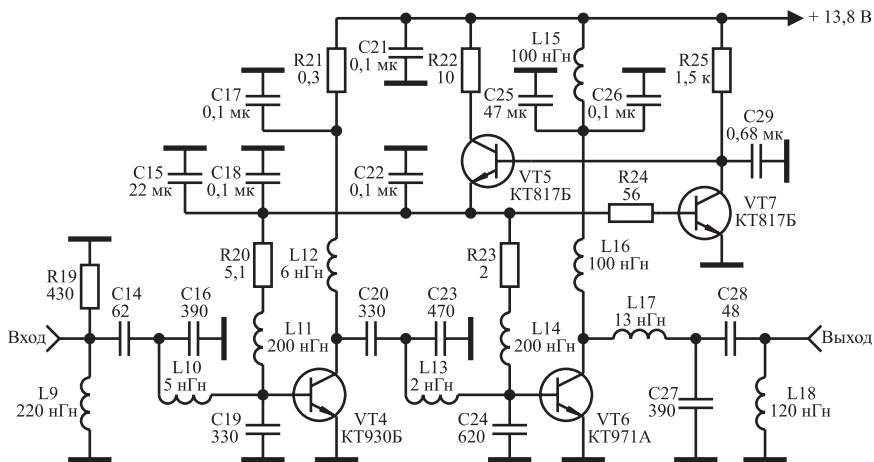 + 13,8 В
R21
0,3
C21
0,1 мк
R22
10
L15
100 нГн
R25
1,5 к
C17
0,1 мк
C25
47 мк
C26
0,1 мк
C29
0,68 мк
C15
22 мк
C18
0,1 мк
C22
0,1 мк
VT5
КТ817Б
R24
56
VT7
КТ817Б
R19
430
R20
5,1
L12
6 нГн
R23
2
L16
100 нГн
C14
62
C16
390
C20
330
C23
470
L17
13 нГн
C28
48
Вход
L11
200 нГн
L14
200 нГн
Выход
L10
5 нГн
L13
2 нГн
L9
220 нГн
C19
330
VT4
КТ930Б
C24
620
VT6
КТ971А
C27
390
L18
120 нГн